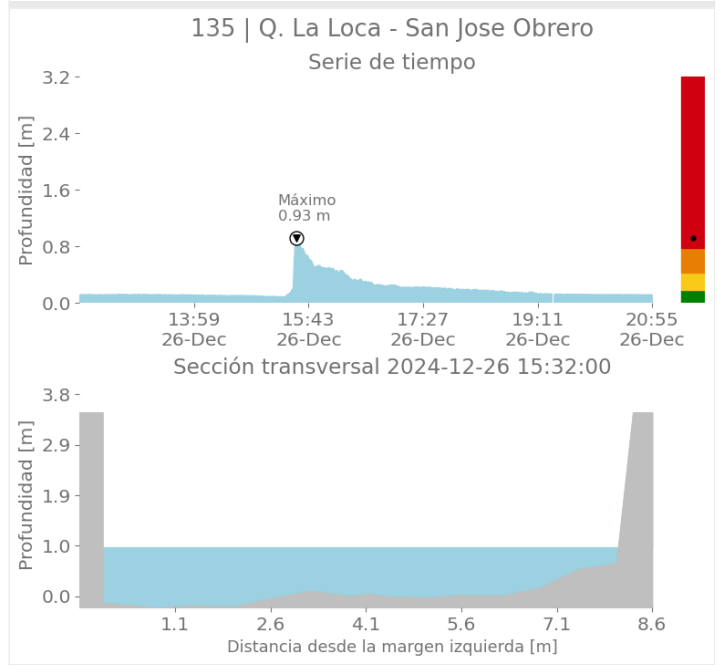 135 | Q. La Loca - San Jose Obrero
Serie de tiempo
Profundidad [m]
3.2
2.4
1.6
0.8
0.0
Máximo
0.93 m
13:59 15:43 17:27 19:11 20:55
26-Dec 26-Dec 26-Dec 26-Dec 26-Dec
Sección transversal 2024-12-26 15:32:00
Profundidad [m]
3.8
2.9
1.9
1.0
0.0
1.1 2.6 4.1 5.6 7.1 8.6
Distancia desde la margen izquierda [m]